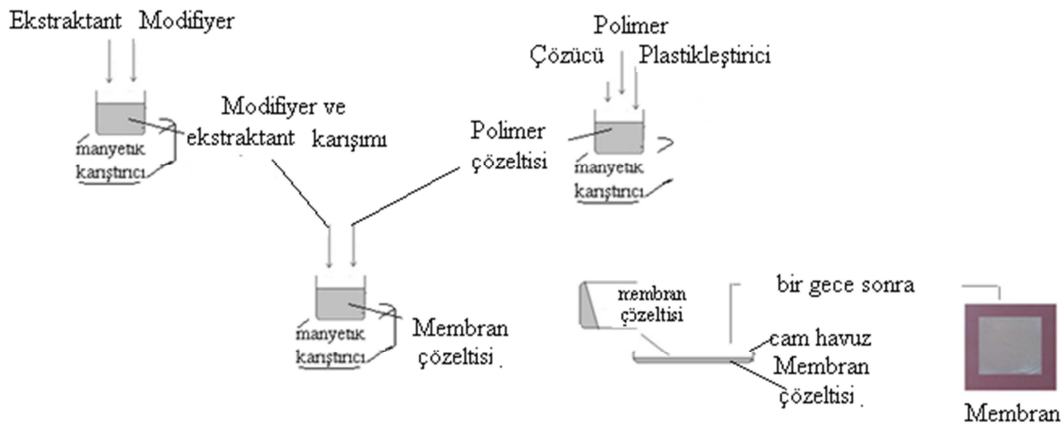 Ekstraktant Modifiyer
Polimer
Çözücü Plastikleştirici
Modifiyer ve
ekstraktant karışımı
manyetik
karıştırıcı
Polimer
çözeltisi
manyetik
karıştırıcı
manyetik
karıştırıcı
Membran
çözeltisi .
membran
çözeltisi
bir gece sonra
cam havuz
Membran
çözeltisi .
Membran